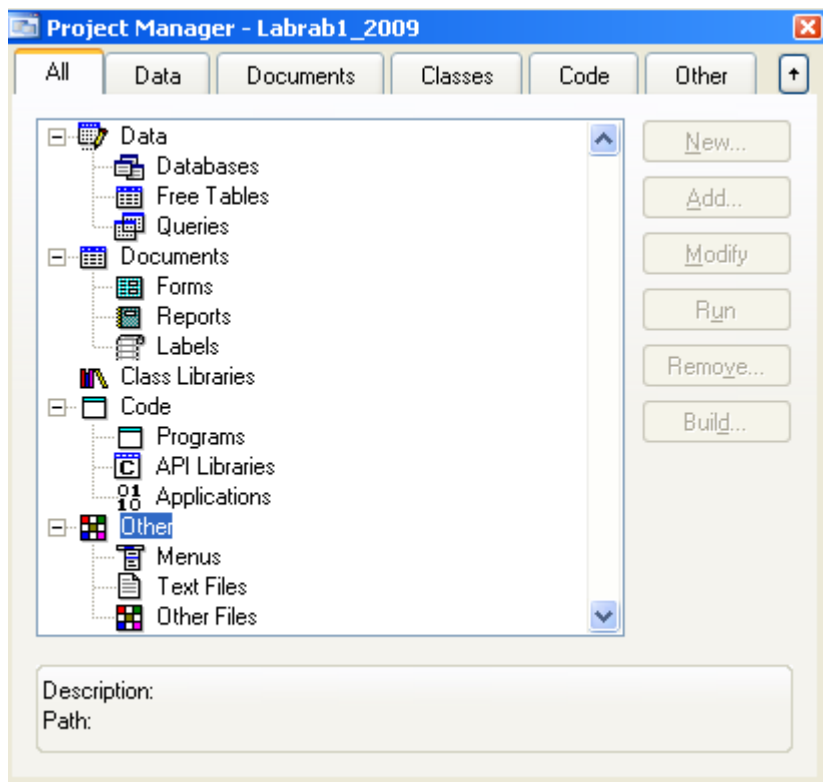 Project Manager - Labrab1_2009
All Data Documents Classes Code Other
Data
Databases
Free Tables
Queries
Documents
Forms
Reports
Labels
Class Libraries
Code
Programs
API Libraries
Applications
Other
Menus
Text Files
Other Files
New...
Add...
Modify
Run
Remove...
Build...
Description:
Path: